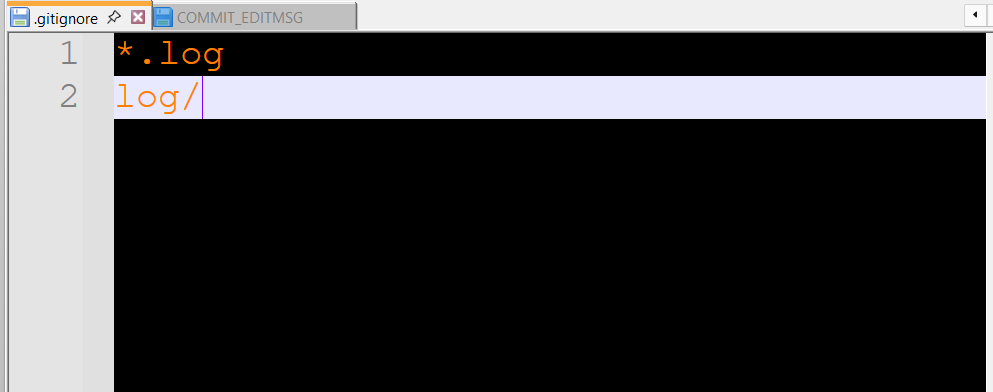 .gitignore COMMIT_EDITMSG
1 *.log
2 log/